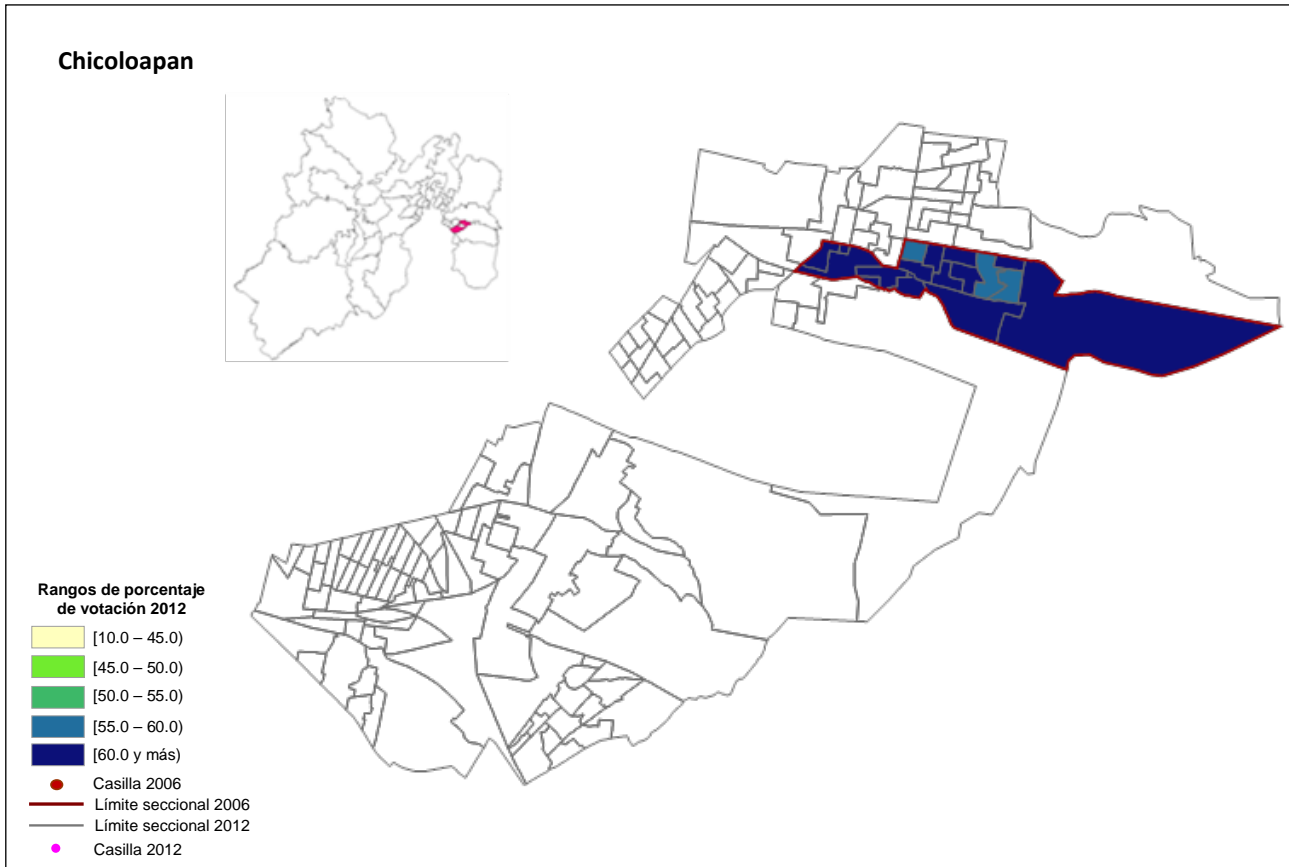 Chicoloapan
Rangos de porcentaje
de votación 2012
[10.0 – 45.0)
[45.0 – 50.0)
[50.0 – 55.0)
[55.0 – 60.0)
[60.0 y más)
Casilla 2006
Límite seccional 2006
Límite seccional 2012
Casilla 2012